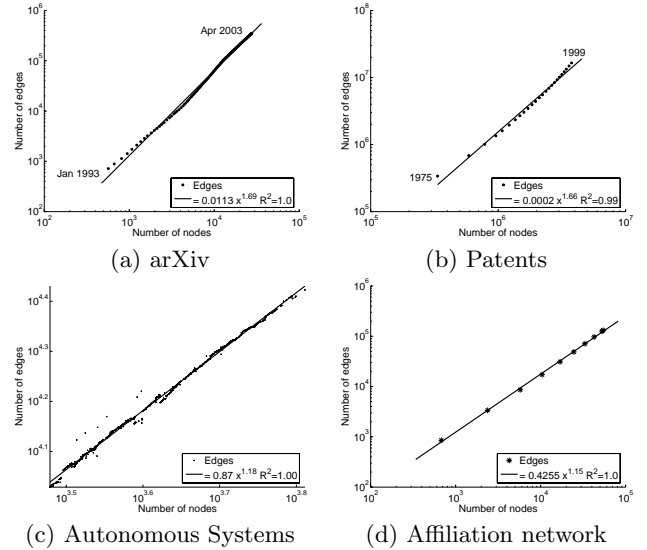 10^6
10^5
10^4
10^3
10^2
Number of edges
Apr 2003
Jan 1993
Edges
= 0.0113 x^1.69 R^2=1.0
10^2 10^3 10^4 10^5
Number of nodes
(a) arXiv
10^8
10^7
10^6
10^5
Number of edges
1999
1975
Edges
= 0.0002 x^1.66 R^2=0.99
10^5 10^6 10^7
Number of nodes
(b) Patents
10^4.4
10^4.3
10^4.2
10^4.1
Number of edges
Edges
= 0.87 x^1.18 R^2=1.00
10^3.5 10^3.6 10^3.7 10^3.8
Number of nodes
(c) Autonomous Systems
10^6
10^5
10^4
10^3
10^2
Number of edges
Edges
= 0.4255 x^1.15 R^2=1.0
10^2 10^3 10^4 10^5
Number of nodes
(d) Affiliation network